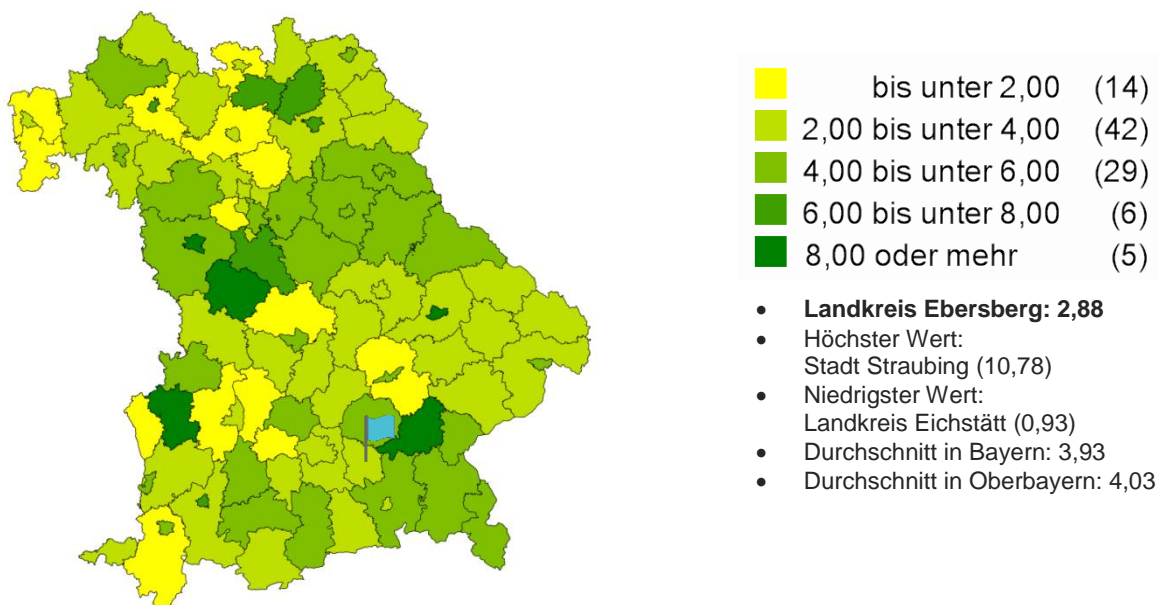 bis unter 2,00 (14)
2,00 bis unter 4,00 (42)
4,00 bis unter 6,00 (29)
6,00 bis unter 8,00 (6)
8,00 oder mehr (5)
• Landkreis Ebersberg: 2,88
• Höchster Wert:
Stadt Straubing (10,78)
• Niedrigster Wert:
Landkreis Eichstätt (0,93)
• Durchschnitt in Bayern: 3,93
• Durchschnitt in Oberbayern: 4,03